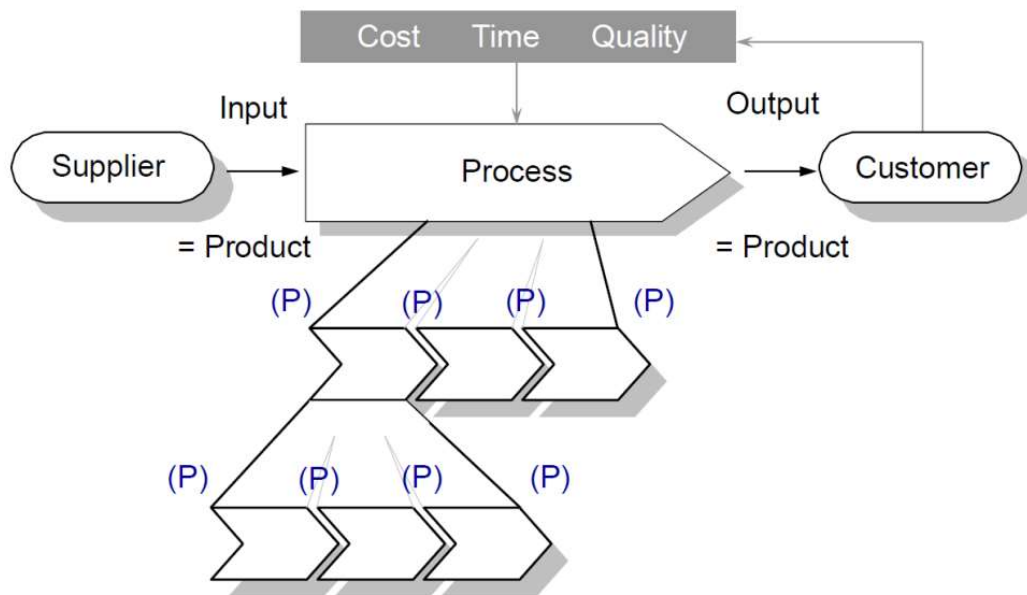 Cost Time Quality
Input
Output
Supplier
Process
Customer
= Product
= Product
(P)
(P)
(P)
(P)
(P)
(P)
(P)
(P)